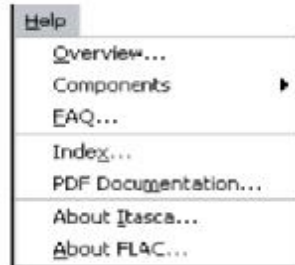 Help
Overview...
Components
FAQ...
Index...
PDF Documentation...
About Itasca...
About FLAC...